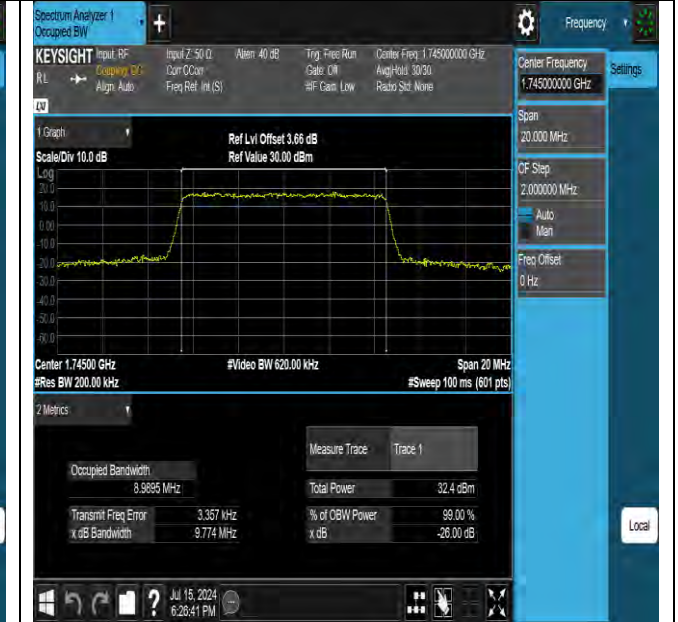 Spectrum Analyzer 1
Occupied BW
Frequency
KEYSIGHT Input: RF Input Z: 50 Ω Atten: 40 dB Trig: Free Run Center Freq: 1.745000000 GHz
RL Coupling: DC Corr CCorr Gate: Off Avg|Hold: 30/30
Align: Auto Freq Ref: Int (S) #IF Gain: Low Radio Std: None
LXI
1 Graph
Ref Lvl Offset 3.66 dB
Scale/Div 10.0 dB Ref Value 30.00 dBm
Log
20.0
10.0
0.00
-10.0
-20.0
-30.0
-40.0
-50.0
-60.0
Center 1.74500 GHz #Video BW 620.00 kHz Span 20 MHz
#Res BW 200.00 kHz #Sweep 100 ms (601 pts)
2 Metrics
Measure Trace Trace 1
Occupied Bandwidth
8.9895 MHz Total Power 32.4 dBm
Transmit Freq Error 3.357 kHz % of OBW Power 99.00 %
x dB Bandwidth 9.774 MHz x dB -26.00 dB
Jul 15, 2024
6:26:41 PM
Center Frequency
1.745000000 GHz
Settings
Span
20.000 MHz
CF Step
2.000000 MHz
Auto
Man
Freq Offset
0 Hz
Local